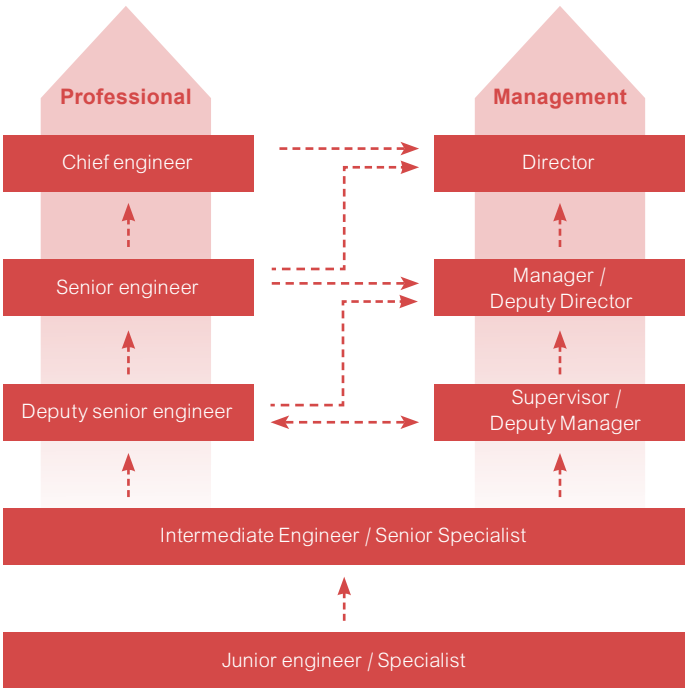 Professional
Management
Chief engineer
Director
Senior engineer
Manager /
Deputy Director
Deputy senior engineer
Supervisor /
Deputy Manager
Intermediate Engineer / Senior Specialist
Junior engineer / Specialist